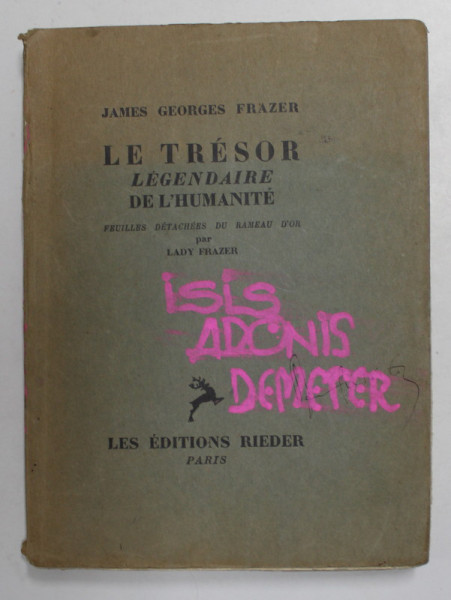 JAMES GEORGES FRAZER
LE TRÉSOR
LÉGENDAIRE
DE L'HUMANITÉ
FEUILLES DÉTACHÉES DU RAMEAU D'OR
par
LADY FRAZER
ISIS
ADONIS
DEMETER
LES ÉDITIONS RIEDER
PARIS